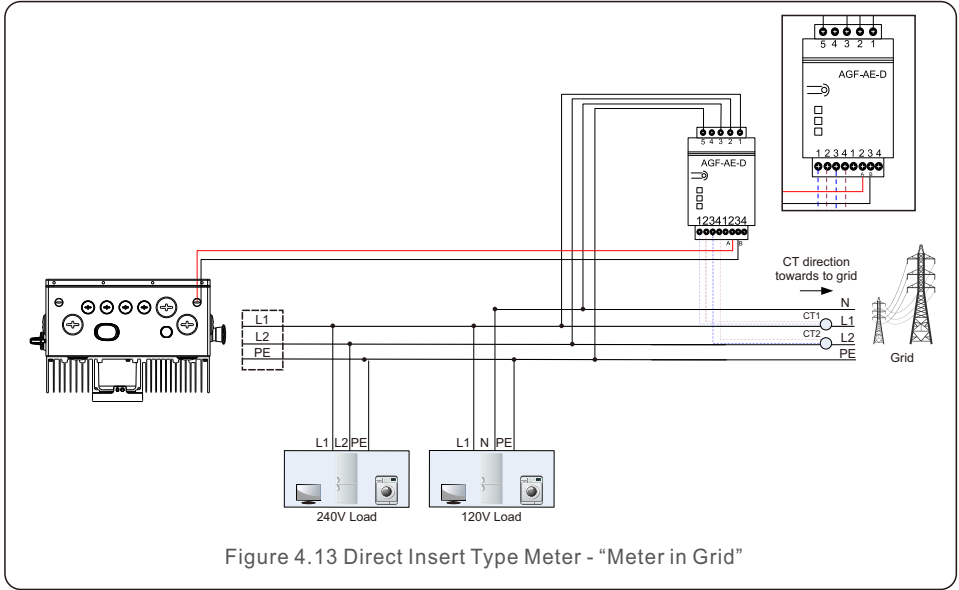 5 4 3 2 1
AGF-AE-D
1 2 3 4 1 2 3 4
A B
5 4 3 2 1
AGF-AE-D
12341234
A B
CT direction
towards to grid
N
CT1
L1
CT2
L2
PE
Grid
L1
L2
PE
L1 L2 PE
240V Load
L1 N PE
120V Load
Figure 4.13 Direct Insert Type Meter - “Meter in Grid”